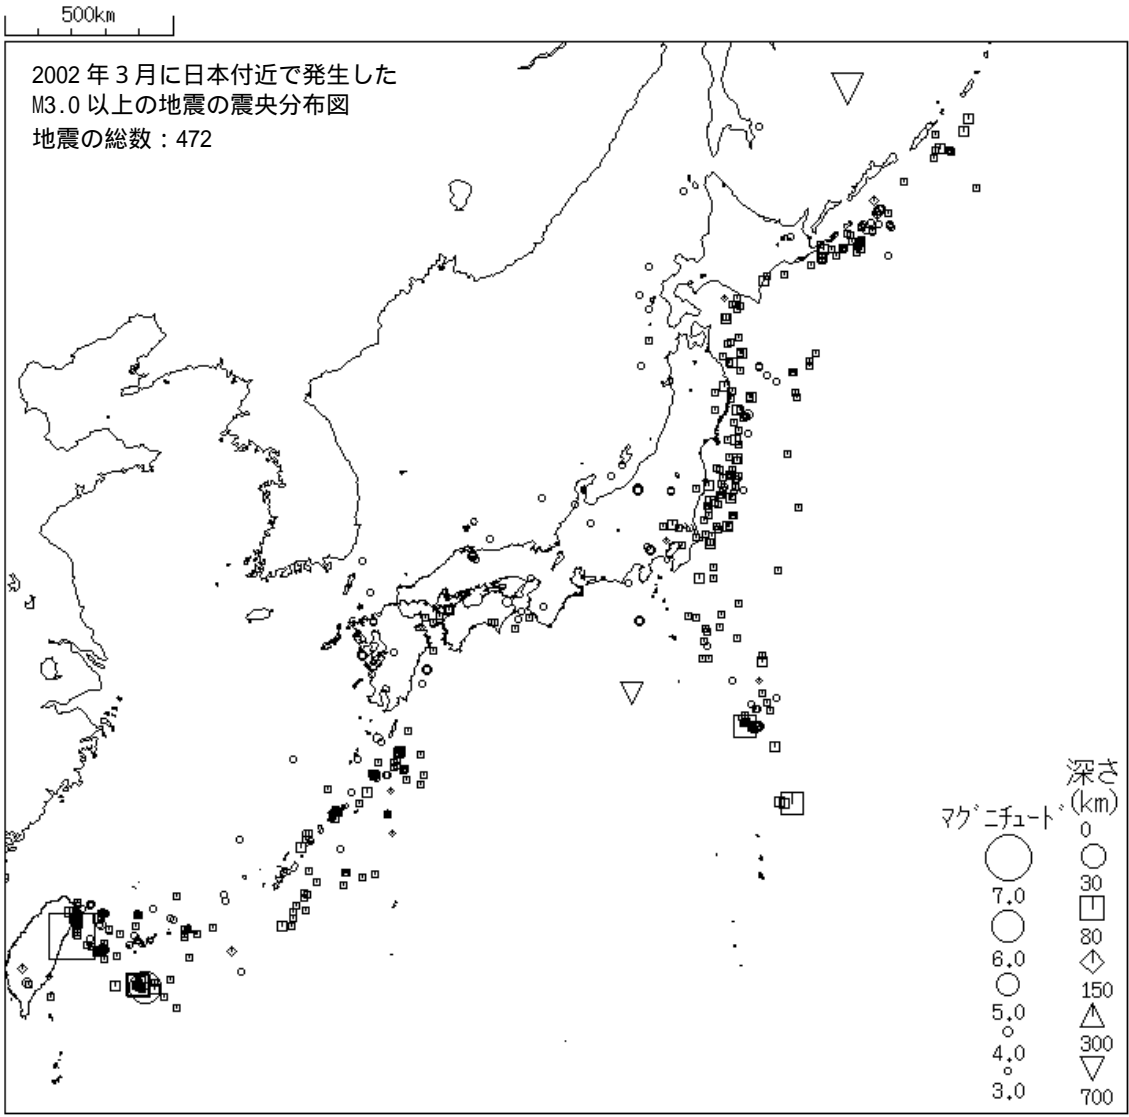 500km
2002 年 3 月に日本付近で発生した
M3.0 以上の地震の震央分布図
地震の総数：472
マグニチュード
7.0
6.0
5.0
4.0
3.0
深さ
(km)
0
30
80
150
300
700